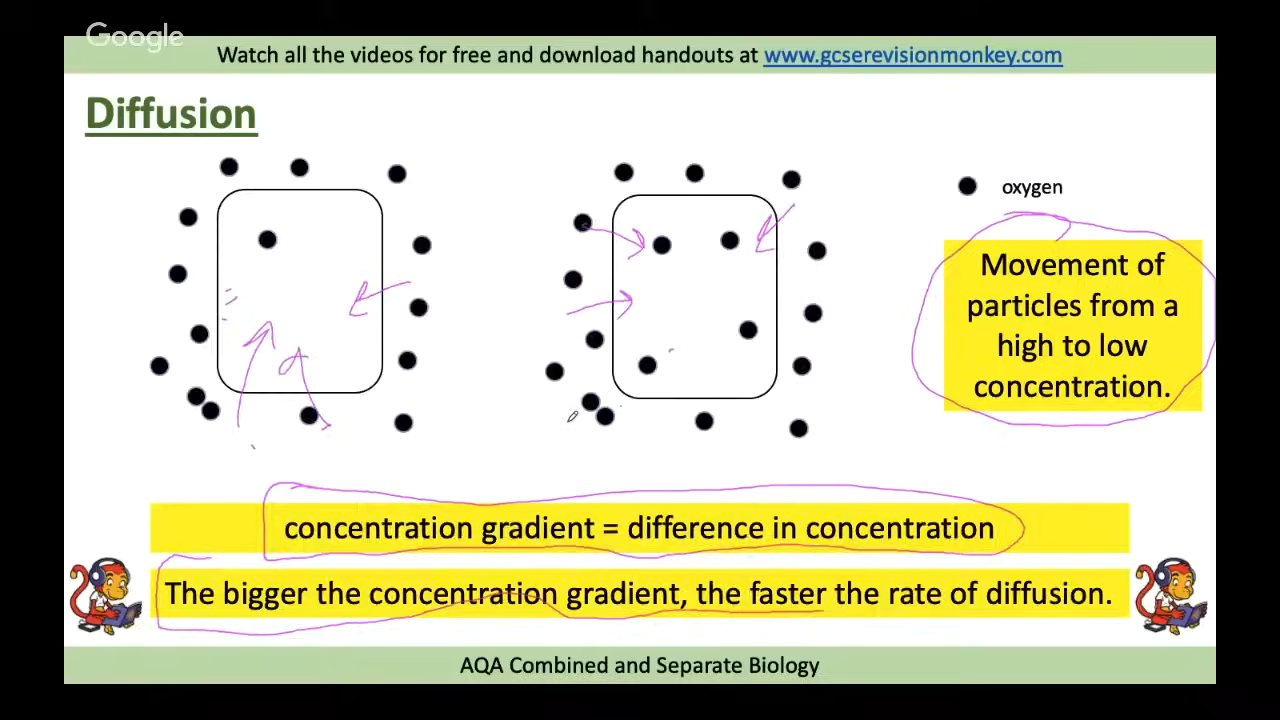 Google
Watch all the videos for free and download handouts at www.gcserevisionmonkey.com
Diffusion
oxygen
Movement of
particles from a
high to low
concentration.
concentration gradient = difference in concentration
The bigger the concentration gradient, the faster the rate of diffusion.
AQA Combined and Separate Biology